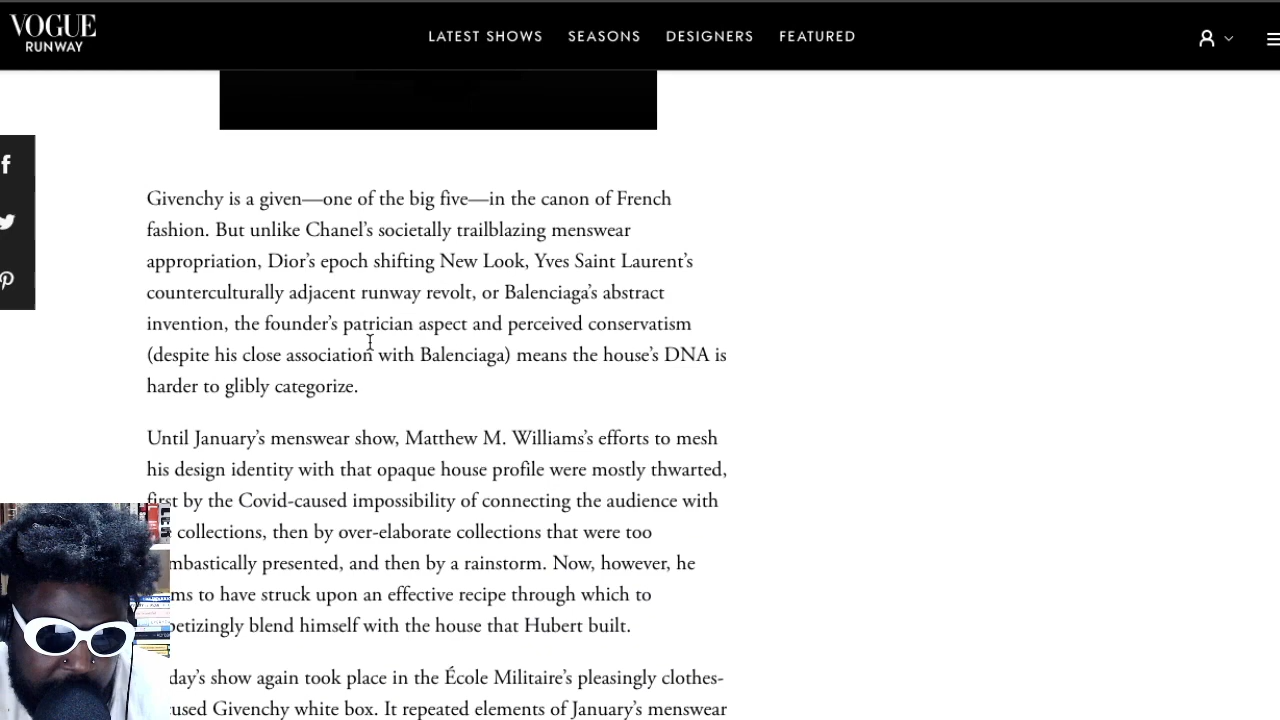 VOGUE
RUNWAY
LATEST SHOWS SEASONS DESIGNERS FEATURED
Givenchy is a given—one of the big five—in the canon of French
fashion. But unlike Chanel’s societally trailblazing menswear
appropriation, Dior’s epoch shifting New Look, Yves Saint Laurent’s
counterculturally adjacent runway revolt, or Balenciaga’s abstract
invention, the founder’s patrician aspect and perceived conservatism
(despite his close association with Balenciaga) means the house’s DNA is
harder to glibly categorize.
Until January’s menswear show, Matthew M. Williams’s efforts to mesh
his design identity with that opaque house profile were mostly thwarted,
first by the Covid-caused impossibility of connecting the audience with
collections, then by over-elaborate collections that were too
mbastically presented, and then by a rainstorm. Now, however, he
ms to have struck upon an effective recipe through which to
petizingly blend himself with the house that Hubert built.
day’s show again took place in the École Militaire’s pleasingly clothes-
used Givenchy white box. It repeated elements of January’s menswear